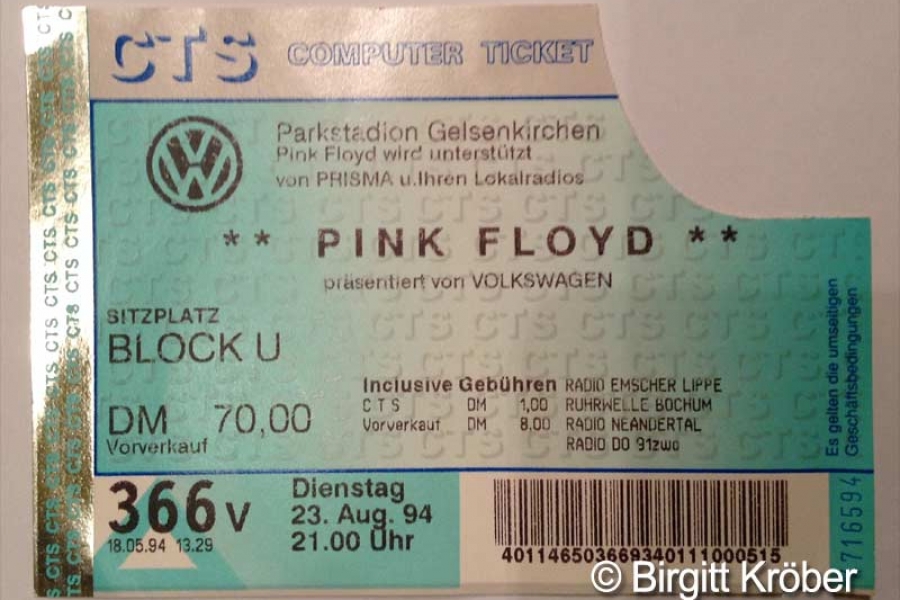 CTS COMPUTER TICKET
Parkstadion Gelsenkirchen
Pink Floyd wird unterstützt
von PRISMA u.Ihren Lokalradios
** PINK FLOYD **
präsentiert von VOLKSWAGEN
SITZPLATZ
BLOCK U
DM 70,00
Vorverkauf
Inclusive Gebühren RADIO EMSCHER LIPPE
CTS DM 1,00 RUHRWELLE BOCHUM
Vorverkauf DM 8,00 RADIO NEANDERTAL
RADIO DO 91zwo
Es gelten die umseitigen
Geschäftsbedingungen
366 V
18.05.94 13.29
Dienstag
23. Aug. 94
21.00 Uhr
401146503669340111000515
716594
© Birgitt Kröber